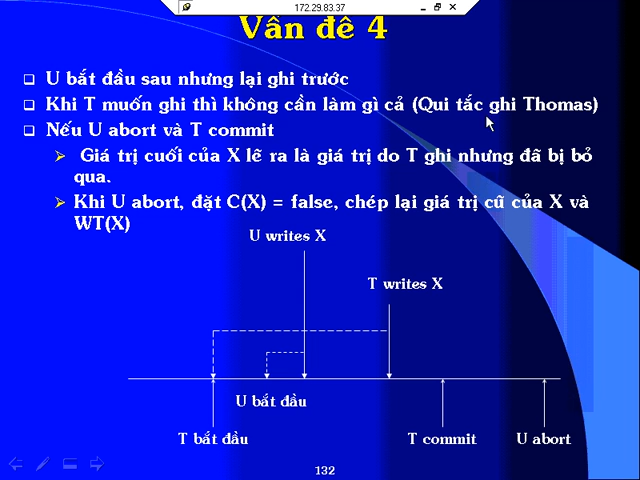 172.29.83.37
Vấn đề 4
U bắt đầu sau nhưng lại ghi trước
Khi T muốn ghi thì không cần làm gì cả (Qui tắc ghi Thomas)
Nếu U abort và T commit
Giá trị cuối của X lẽ ra là giá trị do T ghi nhưng đã bị bỏ
qua.
Khi U abort, đặt C(X) = false, chép lại giá trị cũ của X và
WT(X)
U writes X
T writes X
U bắt đầu
T bắt đầu
T commit
U abort
132